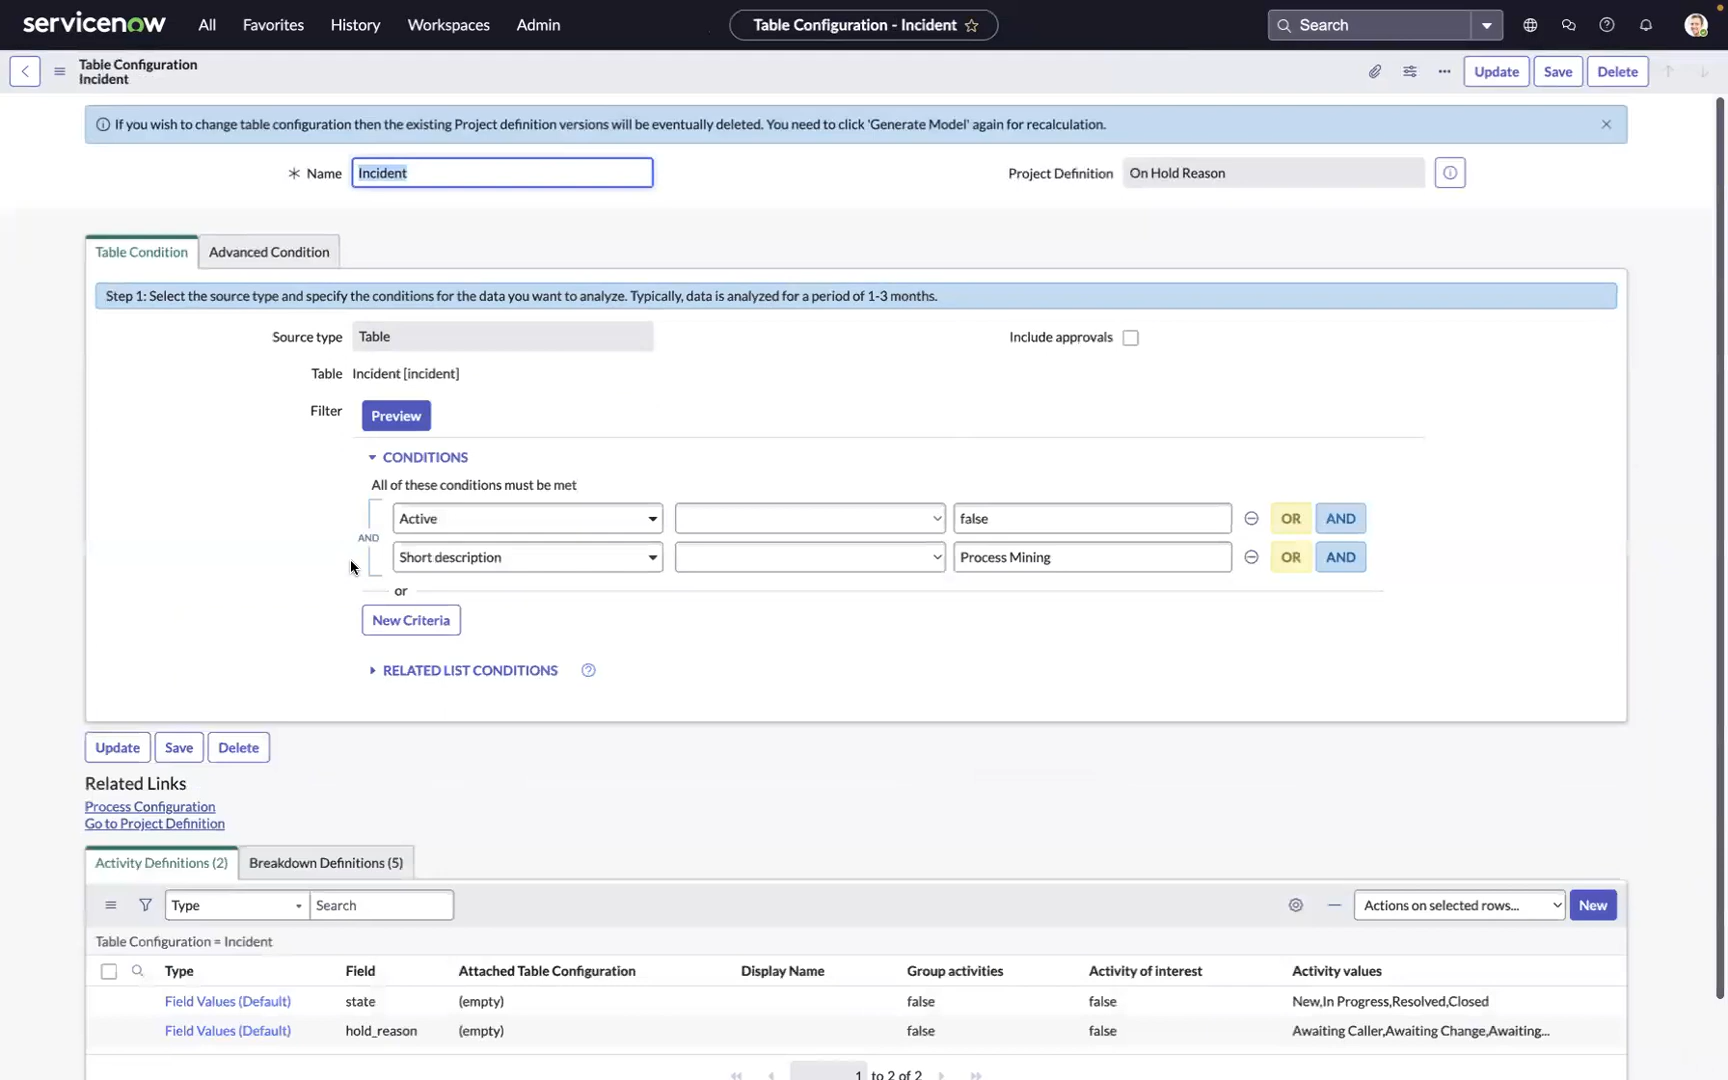 servicenow All Favorites History Workspaces Admin Table Configuration - Incident Search
Table Configuration
Incident
Update Save Delete
If you wish to change table configuration then the existing Project definition versions will be eventually deleted. You need to click 'Generate Model' again for recalculation.
Name Incident Project Definition On Hold Reason
Table Condition Advanced Condition
Step 1: Select the source type and specify the conditions for the data you want to analyze. Typically, data is analyzed for a period of 1-3 months.
Source type Table Include approvals
Table Incident [incident]
Filter Preview
CONDITIONS
All of these conditions must be met
Active false OR AND
AND
Short description Process Mining OR AND
or
New Criteria
RELATED LIST CONDITIONS
Update Save Delete
Related Links
Process Configuration
Go to Project Definition
Activity Definitions (2) Breakdown Definitions (5)
Type Search Actions on selected rows... New
Table Configuration = Incident
Type Field Attached Table Configuration Display Name Group activities Activity of interest Activity values
Field Values (Default) state (empty) false false New,In Progress,Resolved,Closed
Field Values (Default) hold_reason (empty) false false Awaiting Caller,Awaiting Change,Awaiting...
1 to 2 of 2